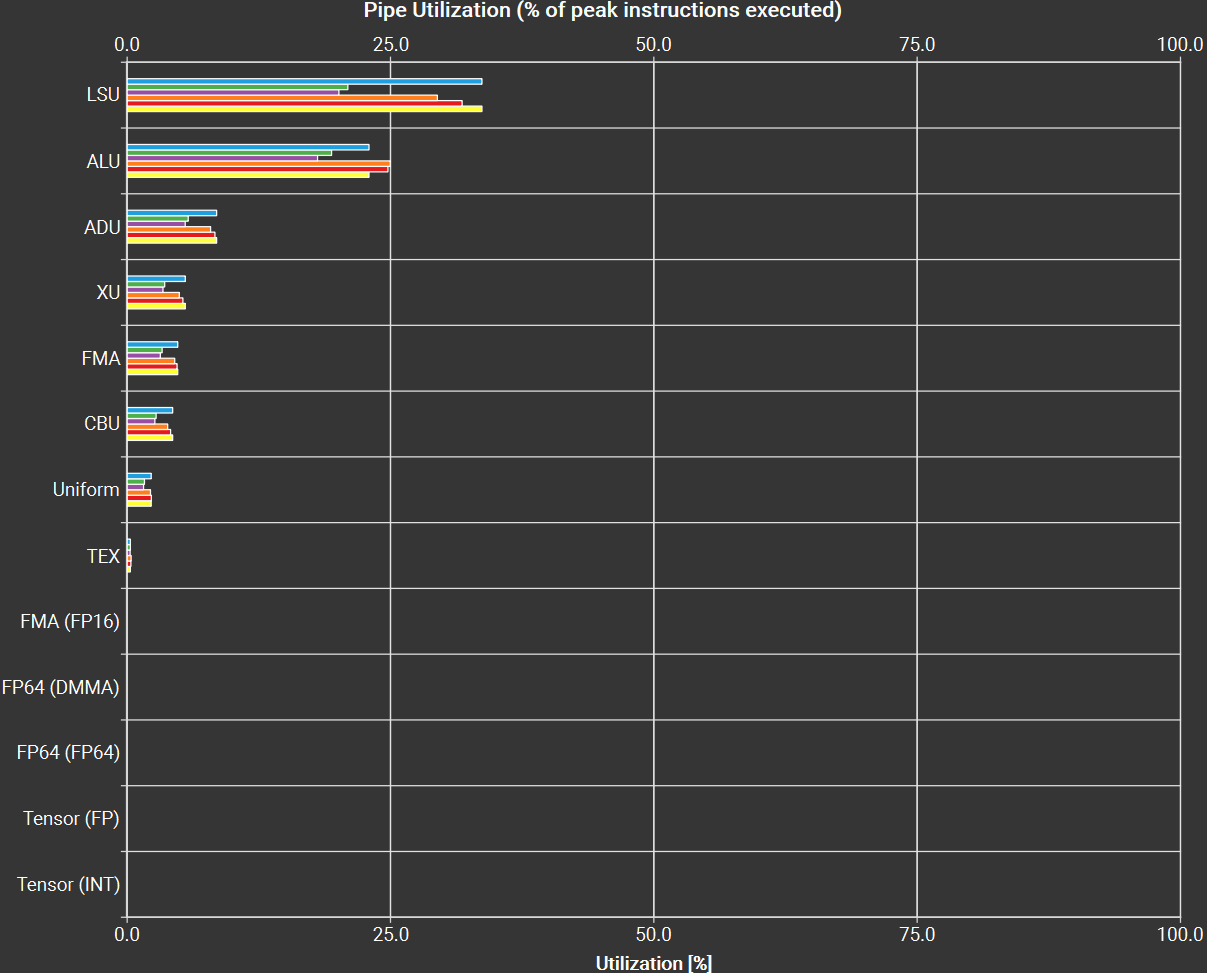 Pipe Utilization (% of peak instructions executed)
0.0 25.0 50.0 75.0 100.0
LSU
ALU
ADU
XU
FMA
CBU
Uniform
TEX
FMA (FP16)
FP64 (DMMA)
FP64 (FP64)
Tensor (FP)
Tensor (INT)
0.0 25.0 50.0 75.0 100.0
Utilization [%]